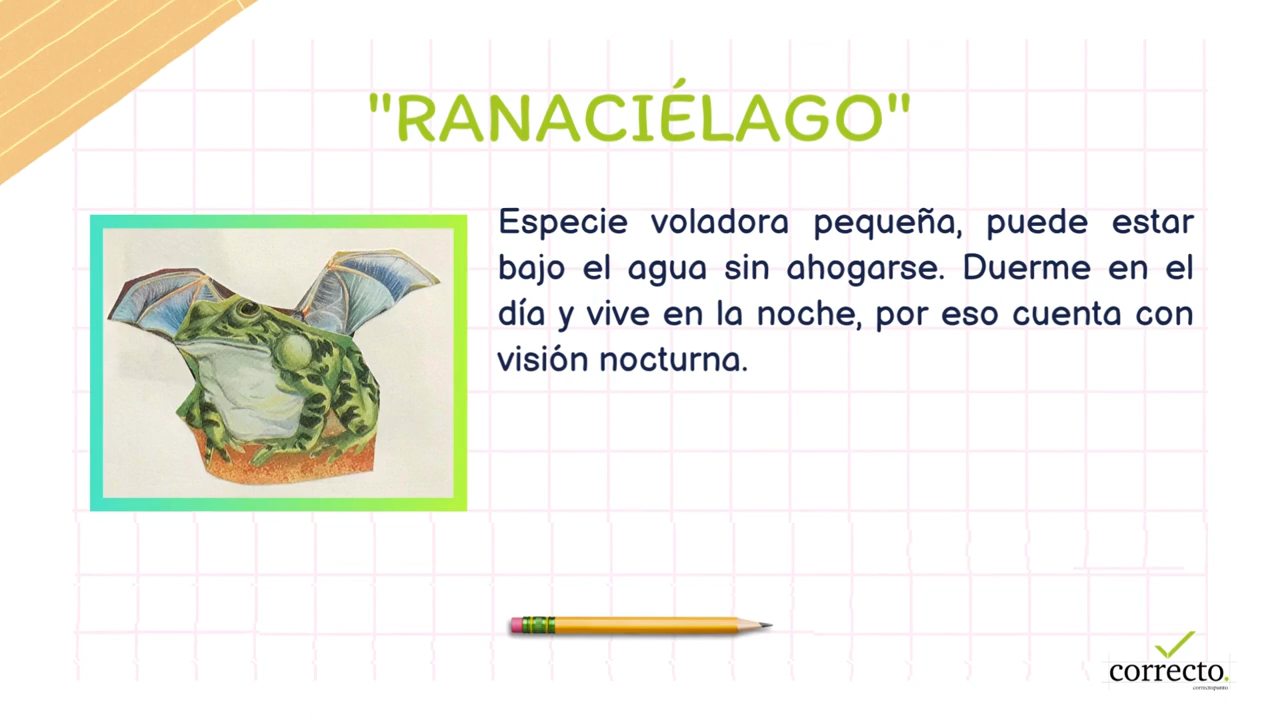 "RANACIÉLAGO"
Especie voladora pequeña, puede estar
bajo el agua sin ahogarse. Duerme en el
día y vive en la noche, por eso cuenta con
visión nocturna.
correcto.
correctopunto